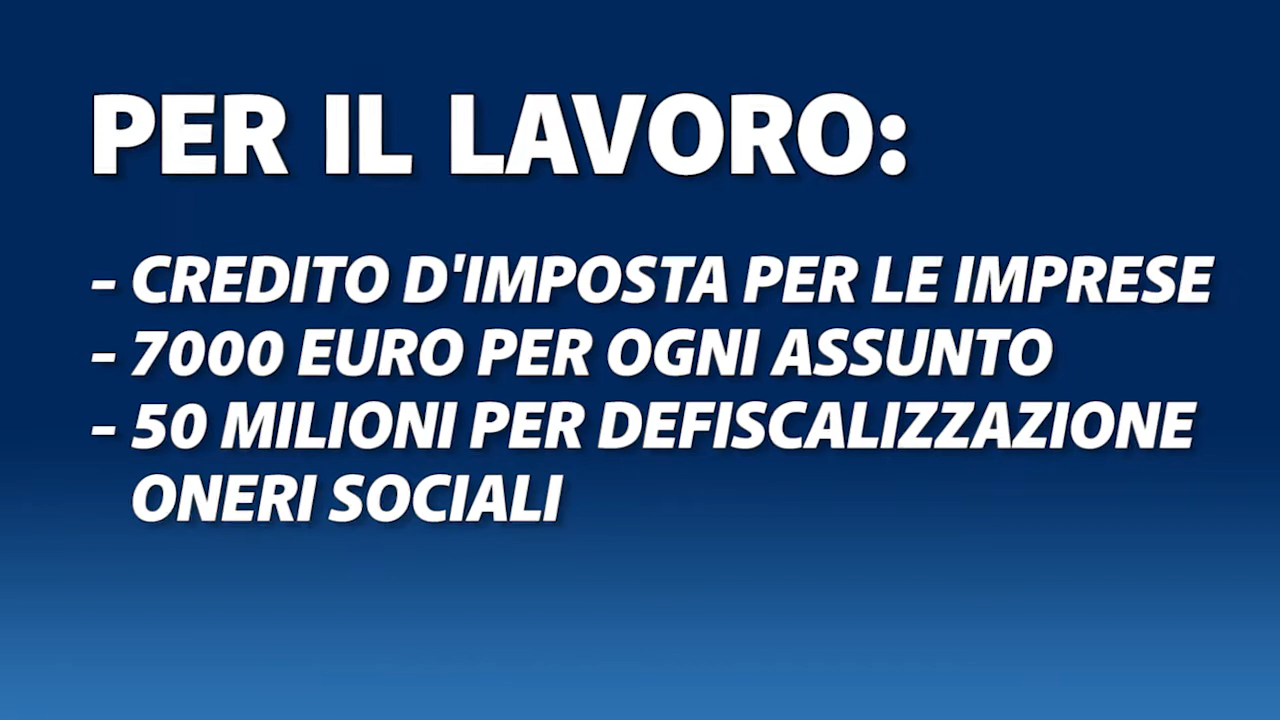 PER IL LAVORO:
- CREDITO D'IMPOSTA PER LE IMPRESE
- 7000 EURO PER OGNI ASSUNTO
- 50 MILIONI PER DEFISCALIZZAZIONE
ONERI SOCIALI